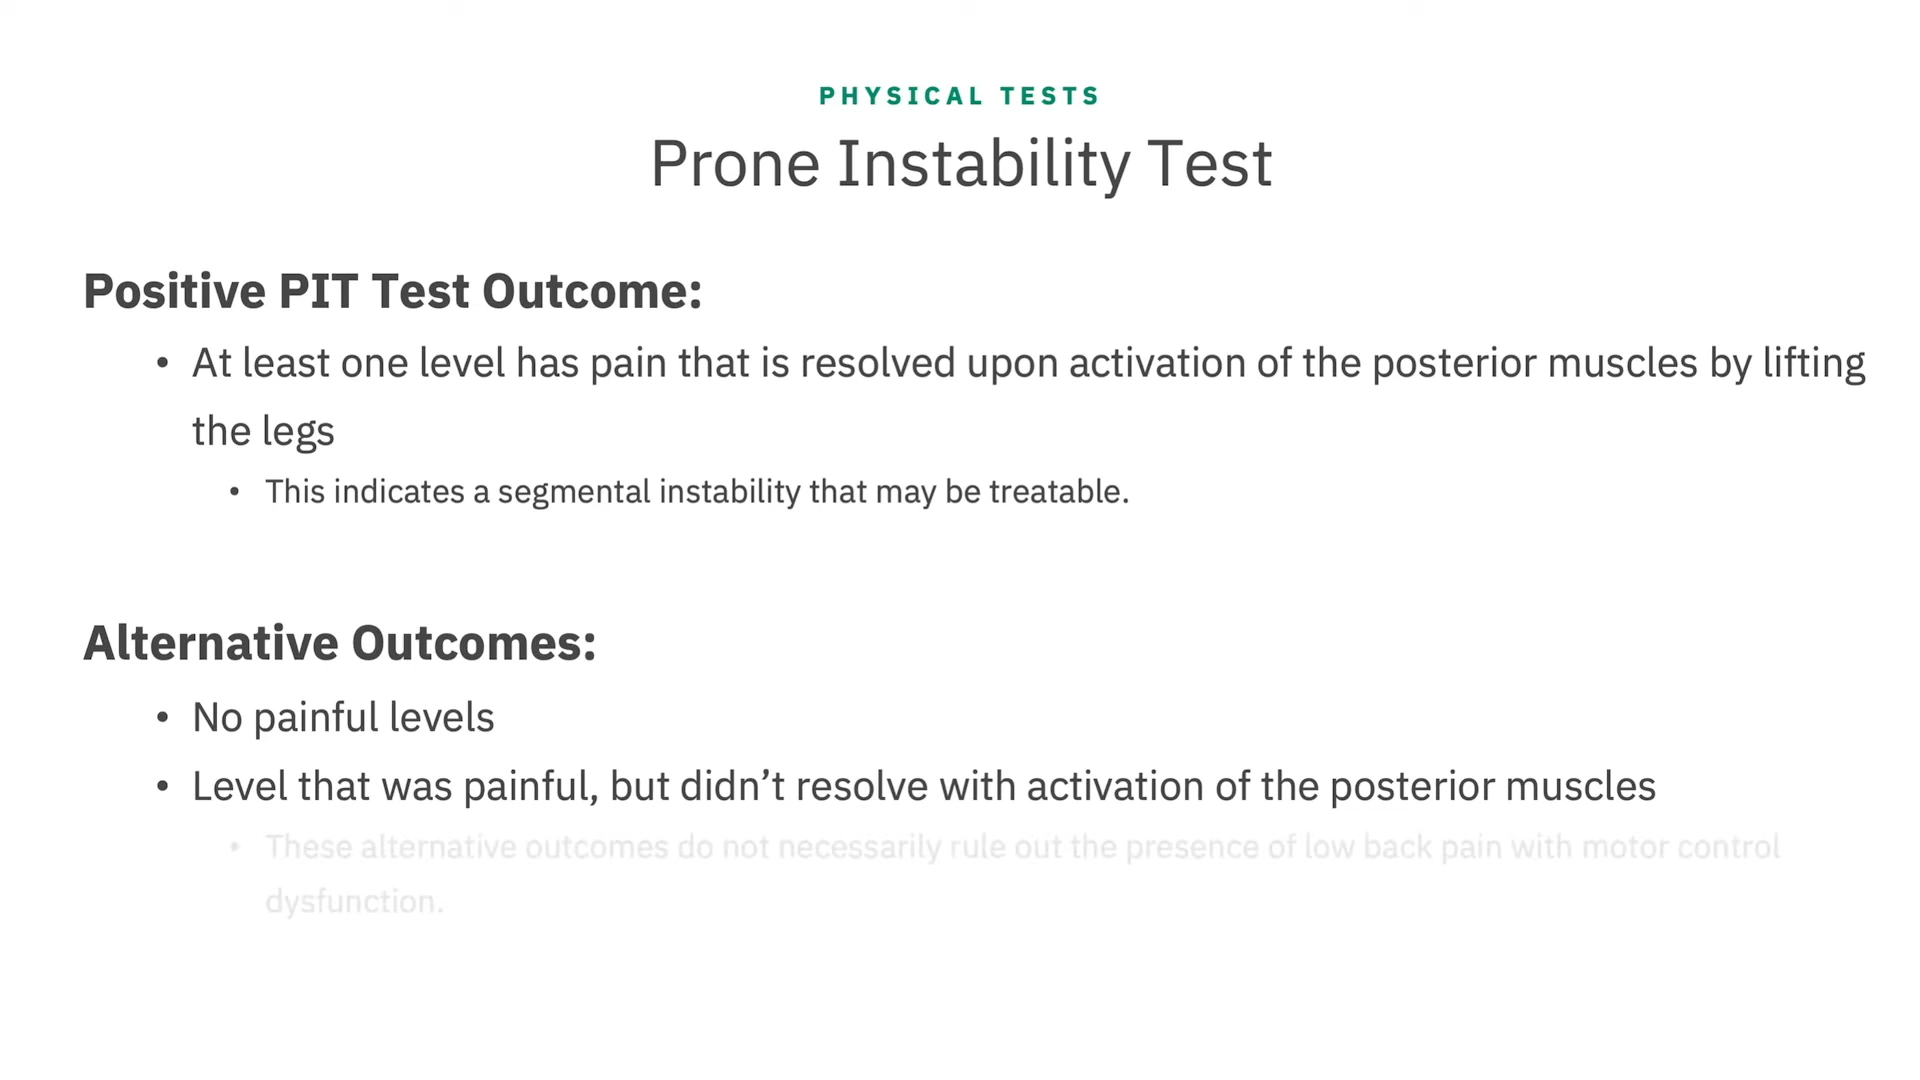 PHYSICAL TESTS
Prone Instability Test
Positive PIT Test Outcome:
• At least one level has pain that is resolved upon activation of the posterior muscles by lifting
the legs
• This indicates a segmental instability that may be treatable.
Alternative Outcomes:
• No painful levels
• Level that was painful, but didn’t resolve with activation of the posterior muscles
• These alternative outcomes do not necessarily rule out the presence of low back pain with motor control
dysfunction.